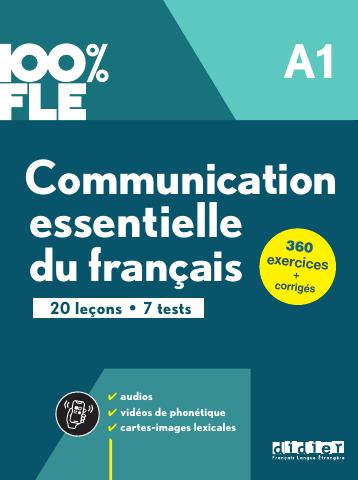 100%
FLE
A1
Communication
essentielle
du français
360
exercices
+
corrigés
20 leçons • 7 tests
✓ audios
✓ vidéos de phonétique
✓ cartes-images lexicales
didier
Français Langue Étrangère